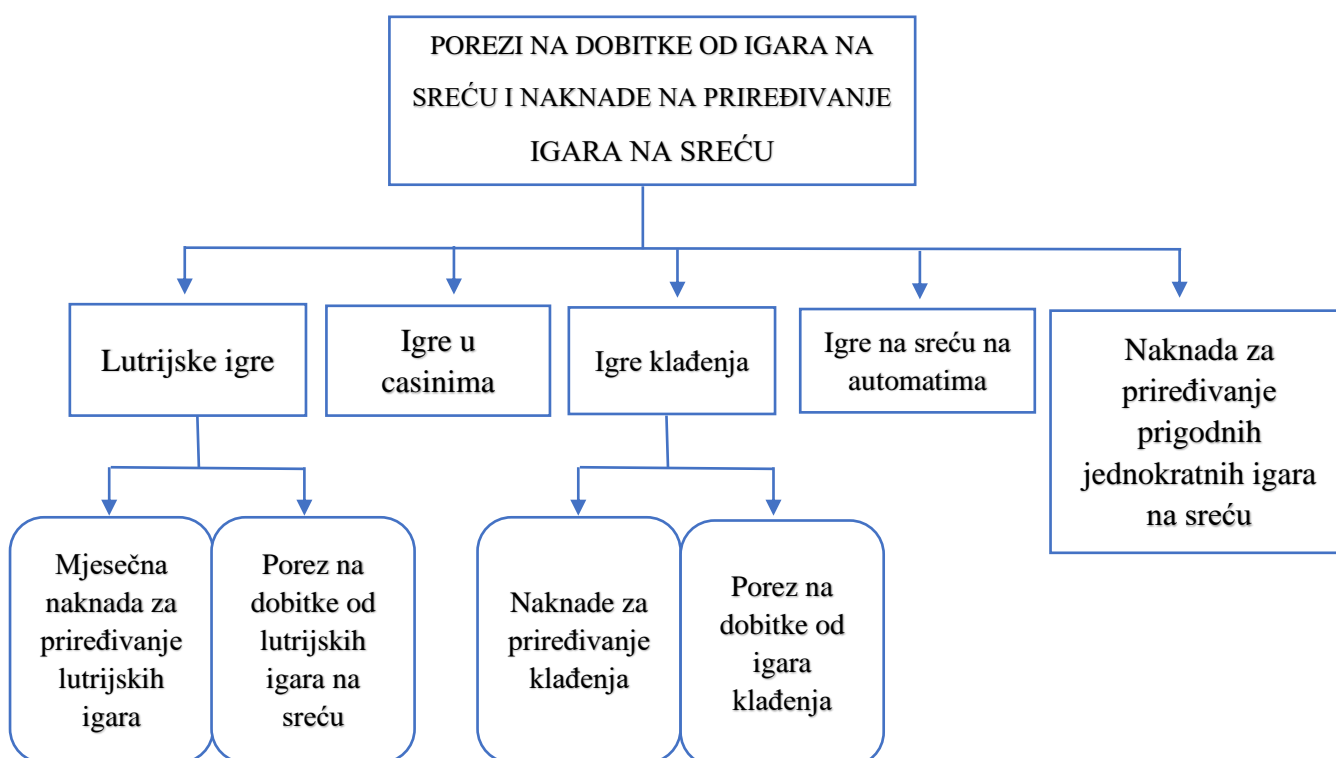 POREZI NA DOBITKE OD IGARA NA
SREĆU I NAKNADE NA PRIREĐIVANJE
IGARA NA SREĆU
Lutrijske igre
Igre u
casinima
Igre klađenja
Igre na sreću na
automatima
Naknada za
priređivanje
prigodnih
jednokratnih igara
na sreću
Mjesečna
naknada za
priređivanje
lutrijskih
igara
Porez na
dobitke od
lutrijskih
igara na
sreću
Naknade za
priređivanje
klađenja
Porez na
dobitke od
igara
klađenja